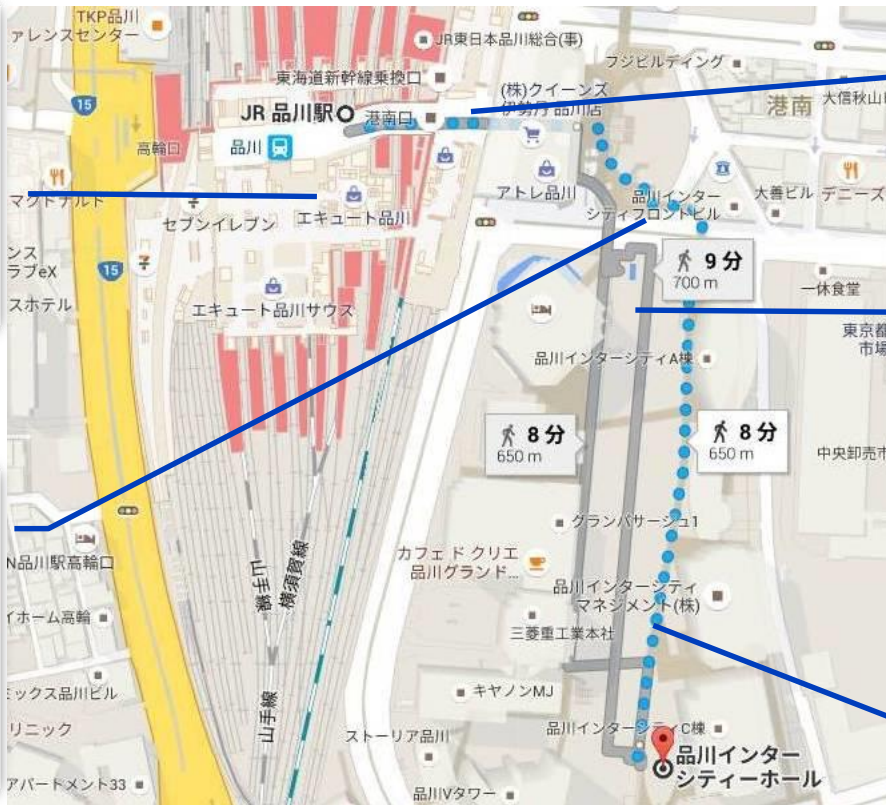 TKP品川
ァレンスセンター
JR東日本品川総合(事)
フジビルディング
東海道新幹線乗換口
(株)クイーンズ
伊勢丹 品川店
港南
大信秋山
15
JR 品川駅
港南口
高輪口
品川
マクドナルド
セブンイレブン
エキュート品川
アトレ品川
品川インター
シティフロントビル
大善ビル
デニーズ
ンス
ラブeX
15
スホテル
エキュート品川サウス
9 分
700 m
一休食堂
東京都
市場
品川インターシティA棟
8 分
650 m
8 分
650 m
中央卸売市
グランパサージュ1
N品川駅高輪口
カフェ ド クリエ
品川グランド...
山手線
横須賀線
品川インターシティ
マネジメント(株)
イホーム高輪
三菱重工業本社
ミックス品川ビル
キヤノンMJ
リニック
山手線
ストーリア品川
品川インターシティC棟
品川インター
シティーホール
アパートメント33
品川Vタワー